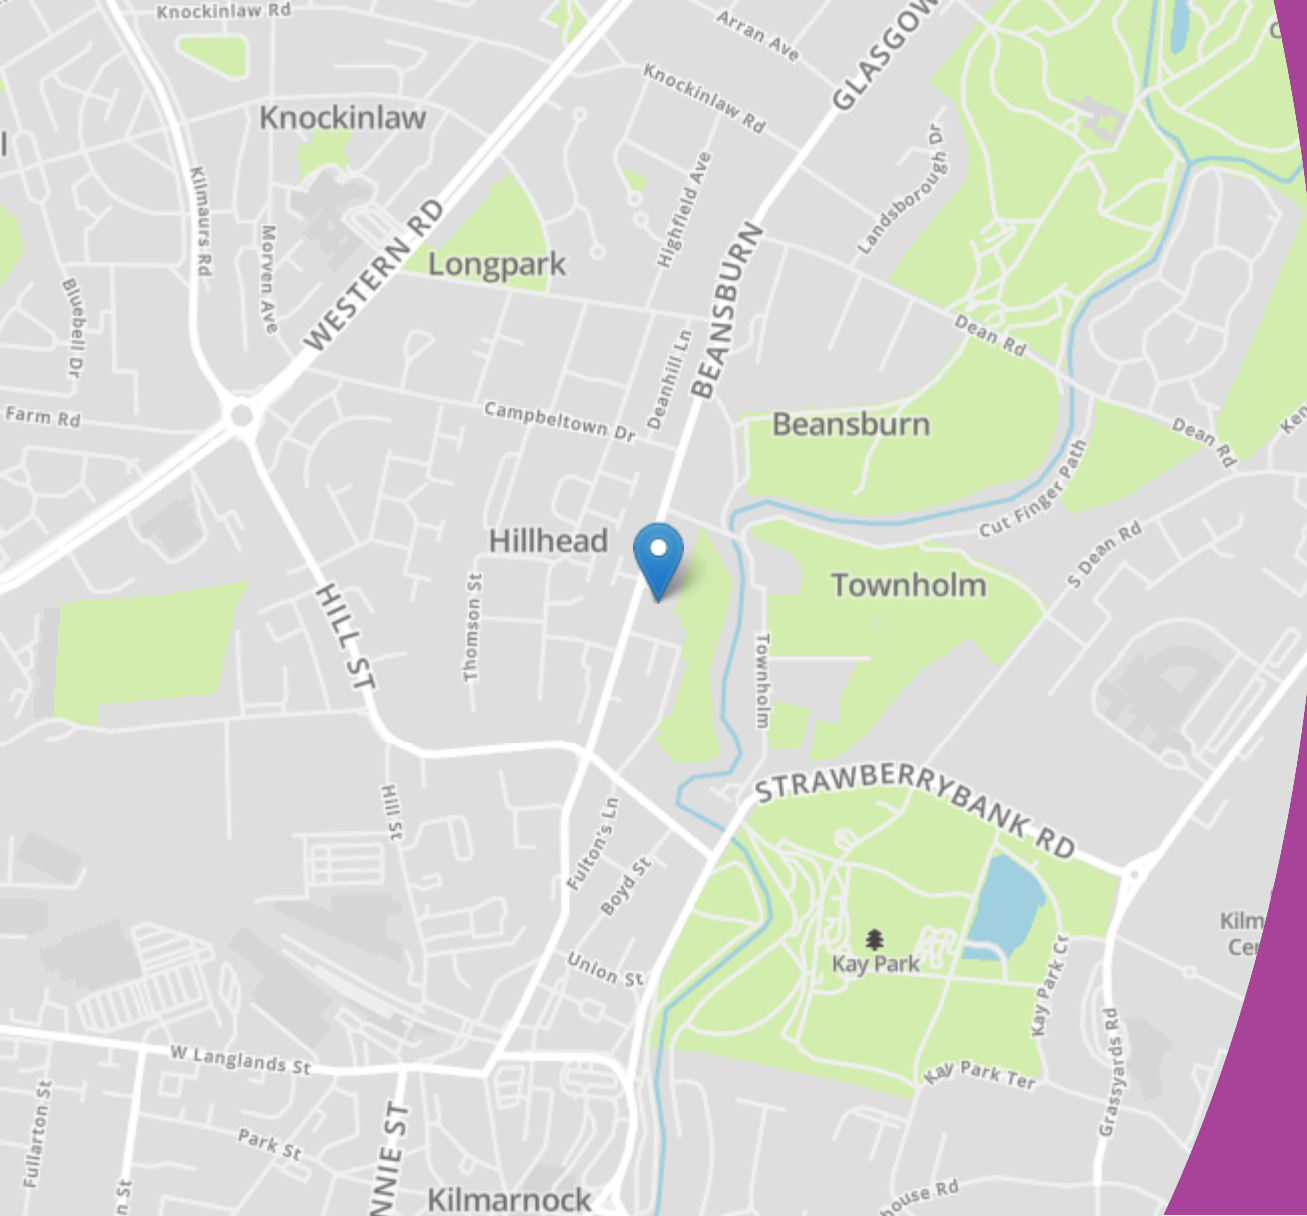 Knockinlaw Rd
Arran Ave
GLASGOW
Knockinlaw Rd
Knockinlaw
Landsborough Dr
Kilmaurs Rd
Highfield Ave
Morven Ave
WESTERN RD
Longpark
BEANSBURN
Bluebell Dr
Dean Rd
Deanhill Ln
Farm Rd
Campbeltown Dr
Beansburn
Dean Rd
Ken
Cut Finger Path
Hillhead
S Dean Rd
Townholm
HILL ST
Thomson St
Townholm
STRAWBERRYBANK RD
Hill St
Fulton's Ln
Boyd St
Kilm
Cer
Kay Park
Union St
Kay Park Cr
W Langlands St
Kay Park Ter
Grassyards Rd
Fullarton St
Park St
NNIE ST
n St
house Rd
Kilmarnock